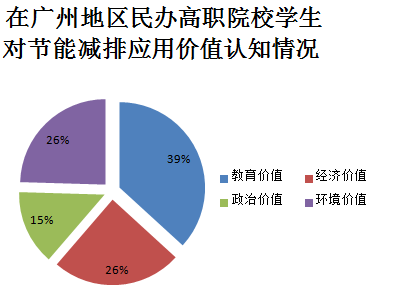 在广州地区民办高职院校学生
对节能减排应用价值认知情况
39%
26%
15%
26%
教育价值
经济价值
政治价值
环境价值